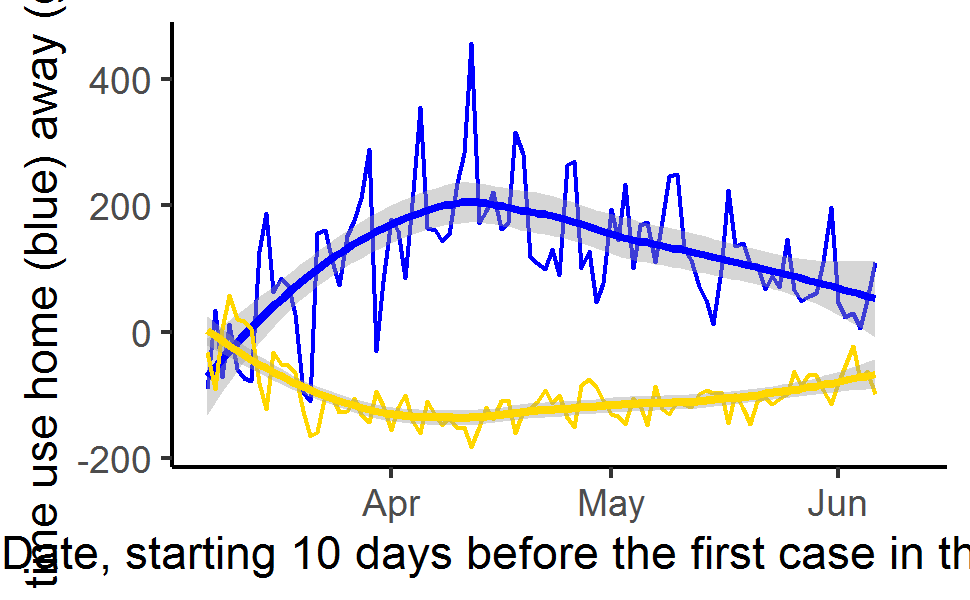 time use home (blue) away (
400
200
0
-200
Apr May Jun
Date, starting 10 days before the first case in th